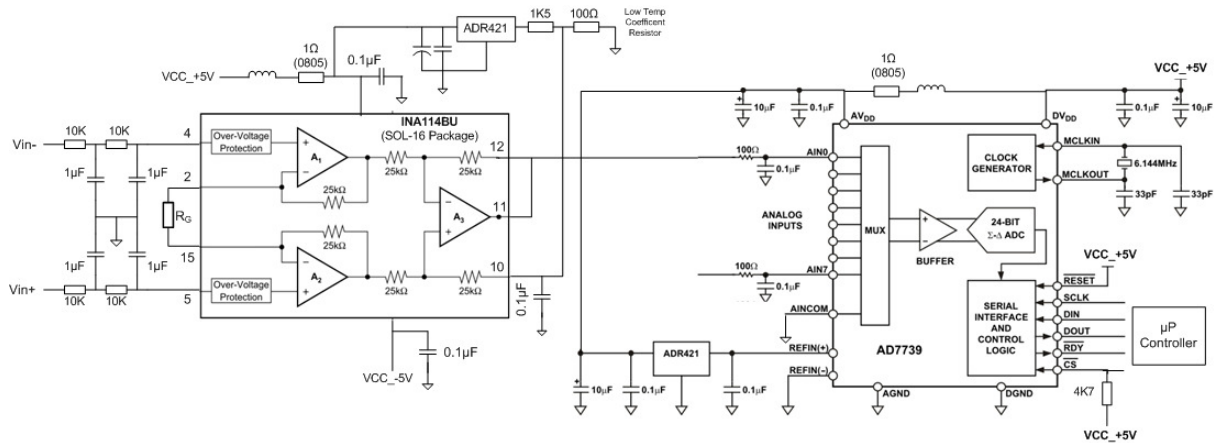 ADR421
1K5
100Ω
Low Temp
Coefficent
Resistor
VCC_+5V
1Ω
(0805)
0.1µF
INA114BU
(SOL-16 Package)
Vin-
10K
10K
1µF
1µF
RG
1µF
1µF
Vin+
10K
10K
4
2
15
5
Over-Voltage
Protection
A1
25kΩ
25kΩ
25kΩ
25kΩ
A3
Over-Voltage
Protection
A2
25kΩ
25kΩ
12
11
10
0.1µF
0.1µF
VCC_-5V
1Ω
(0805)
VCC_+5V
10µF
0.1µF
AVDD
DVDD
0.1µF
10µF
100Ω
AIN0
0.1µF
ANALOG
INPUTS
100Ω
AIN7
0.1µF
AINCOM
MUX
BUFFER
24-BIT
Σ-Δ ADC
CLOCK
GENERATOR
MCLKIN
6.144MHz
MCLKOUT
33pF
33pF
VCC_+5V
RESET
SCLK
DIN
DOUT
RDY
CS
SERIAL
INTERFACE
AND
CONTROL
LOGIC
µP
Controller
4K7
VCC_+5V
10µF
0.1µF
ADR421
0.1µF
REFIN(+)
REFIN(–)
AD7739
AGND
DGND